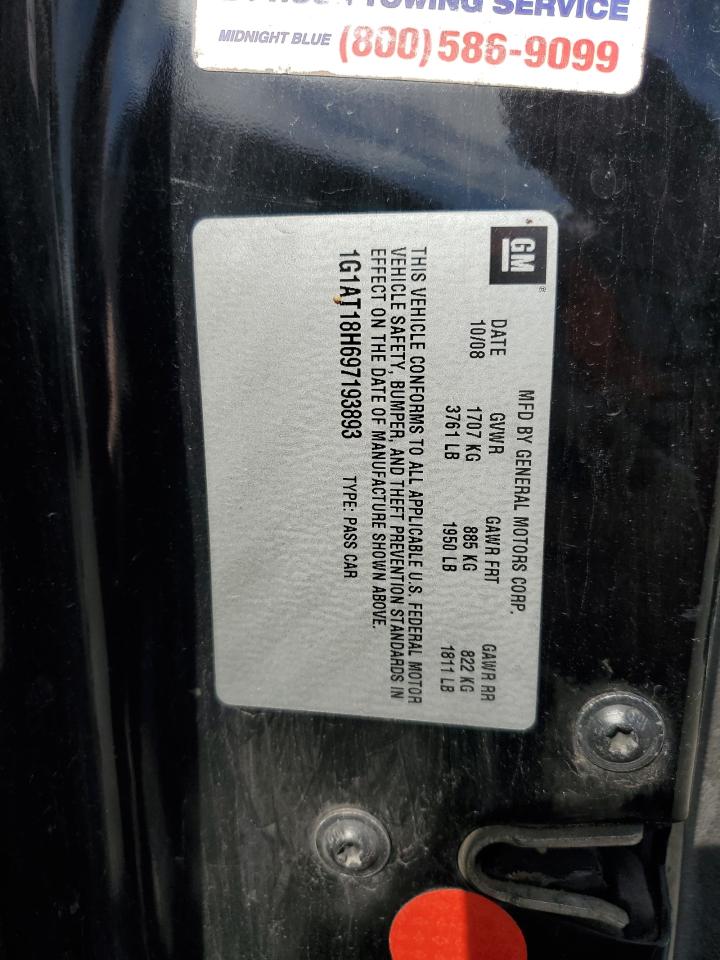 TOWING SERVICE
MIDNIGHT BLUE (800) 586-9099
GM
MFD BY GENERAL MOTORS CORP.
DATE GVWR GAWR FRT GAWR RR
10/08 1707 KG 885 KG 822 KG
3761 LB 1950 LB 1811 LB
THIS VEHICLE CONFORMS TO ALL APPLICABLE U.S. FEDERAL MOTOR
VEHICLE SAFETY, BUMPER, AND THEFT PREVENTION STANDARDS IN
EFFECT ON THE DATE OF MANUFACTURE SHOWN ABOVE.
1G1AT18H697193893 TYPE: PASS CAR